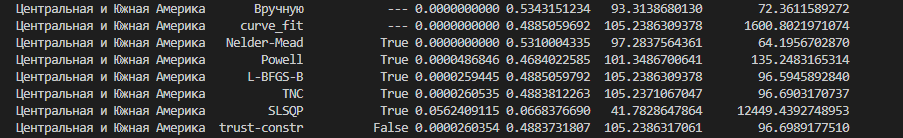 Центральная и Южная Америка Вручную --- 0.0000000000 0.5343151234 93.3138680130 72.3611589272
Центральная и Южная Америка curve_fit --- 0.0000000000 0.4885059692 105.2386309378 1600.8021971074
Центральная и Южная Америка Nelder-Mead True 0.0000000000 0.5310004335 97.2837564361 64.1956702870
Центральная и Южная Америка Powell True 0.0000486846 0.4684022585 101.3486700641 135.2483165314
Центральная и Южная Америка L-BFGS-B True 0.0000259445 0.4885059792 105.2386309378 96.5945892840
Центральная и Южная Америка TNC True 0.0000260535 0.4883812263 105.2371067047 96.6903170737
Центральная и Южная Америка SLSQP True 0.0562409115 0.0668376690 41.7828647864 12449.4392748953
Центральная и Южная Америка trust-constr False 0.0000260354 0.4883731807 105.2386317061 96.6989177510